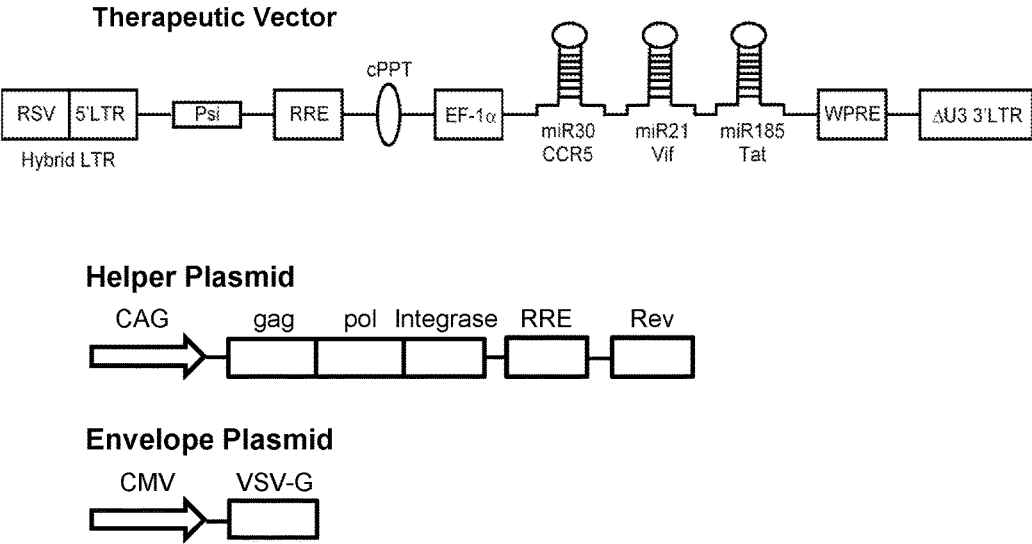 Therapeutic Vector
cPPT
RSV 5'LTR Psi RRE EF-1α WPRE ΔU3 3'LTR
Hybrid LTR
miR30 miR21 miR185
CCR5 Vif Tat
Helper Plasmid
CAG gag pol Integrase RRE Rev
Envelope Plasmid
CMV VSV-G